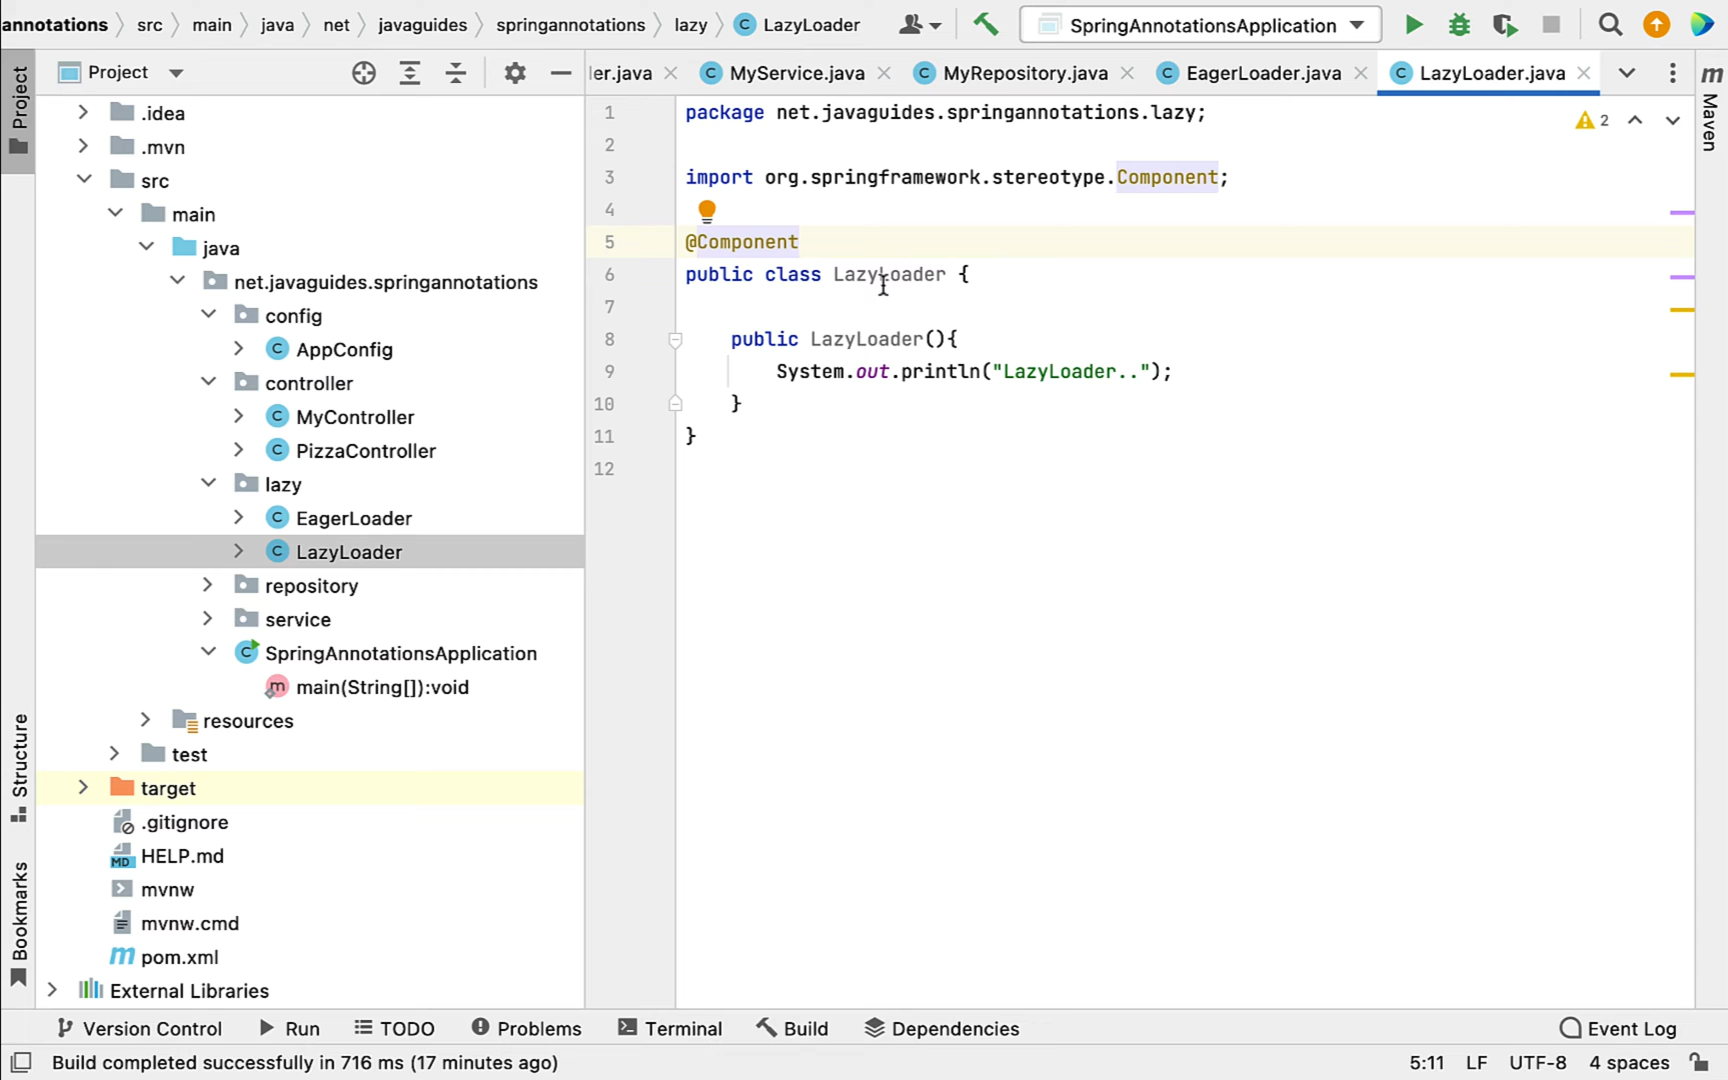 annotations src main java net javaguides springannotations lazy LazyLoader SpringAnnotationsApplication
Project
er.java MyService.java MyRepository.java EagerLoader.java LazyLoader.java
.idea
.mvn
src
main
java
net.javaguides.springannotations
config
AppConfig
controller
MyController
PizzaController
lazy
EagerLoader
LazyLoader
repository
service
SpringAnnotationsApplication
main(String[]):void
resources
test
target
.gitignore
HELP.md
mvnw
mvnw.cmd
pom.xml
External Libraries
Project
Structure
Bookmarks
1 package net.javaguides.springannotations.lazy;
2
3 import org.springframework.stereotype.Component;
4
5 @Component
6 public class LazyLoader {
7
8 public LazyLoader(){
9 System.out.println("LazyLoader..");
10 }
11 }
12
2
m
Maven
Version Control Run TODO Problems Terminal Build Dependencies Event Log
Build completed successfully in 716 ms (17 minutes ago) 5:11 LF UTF-8 4 spaces